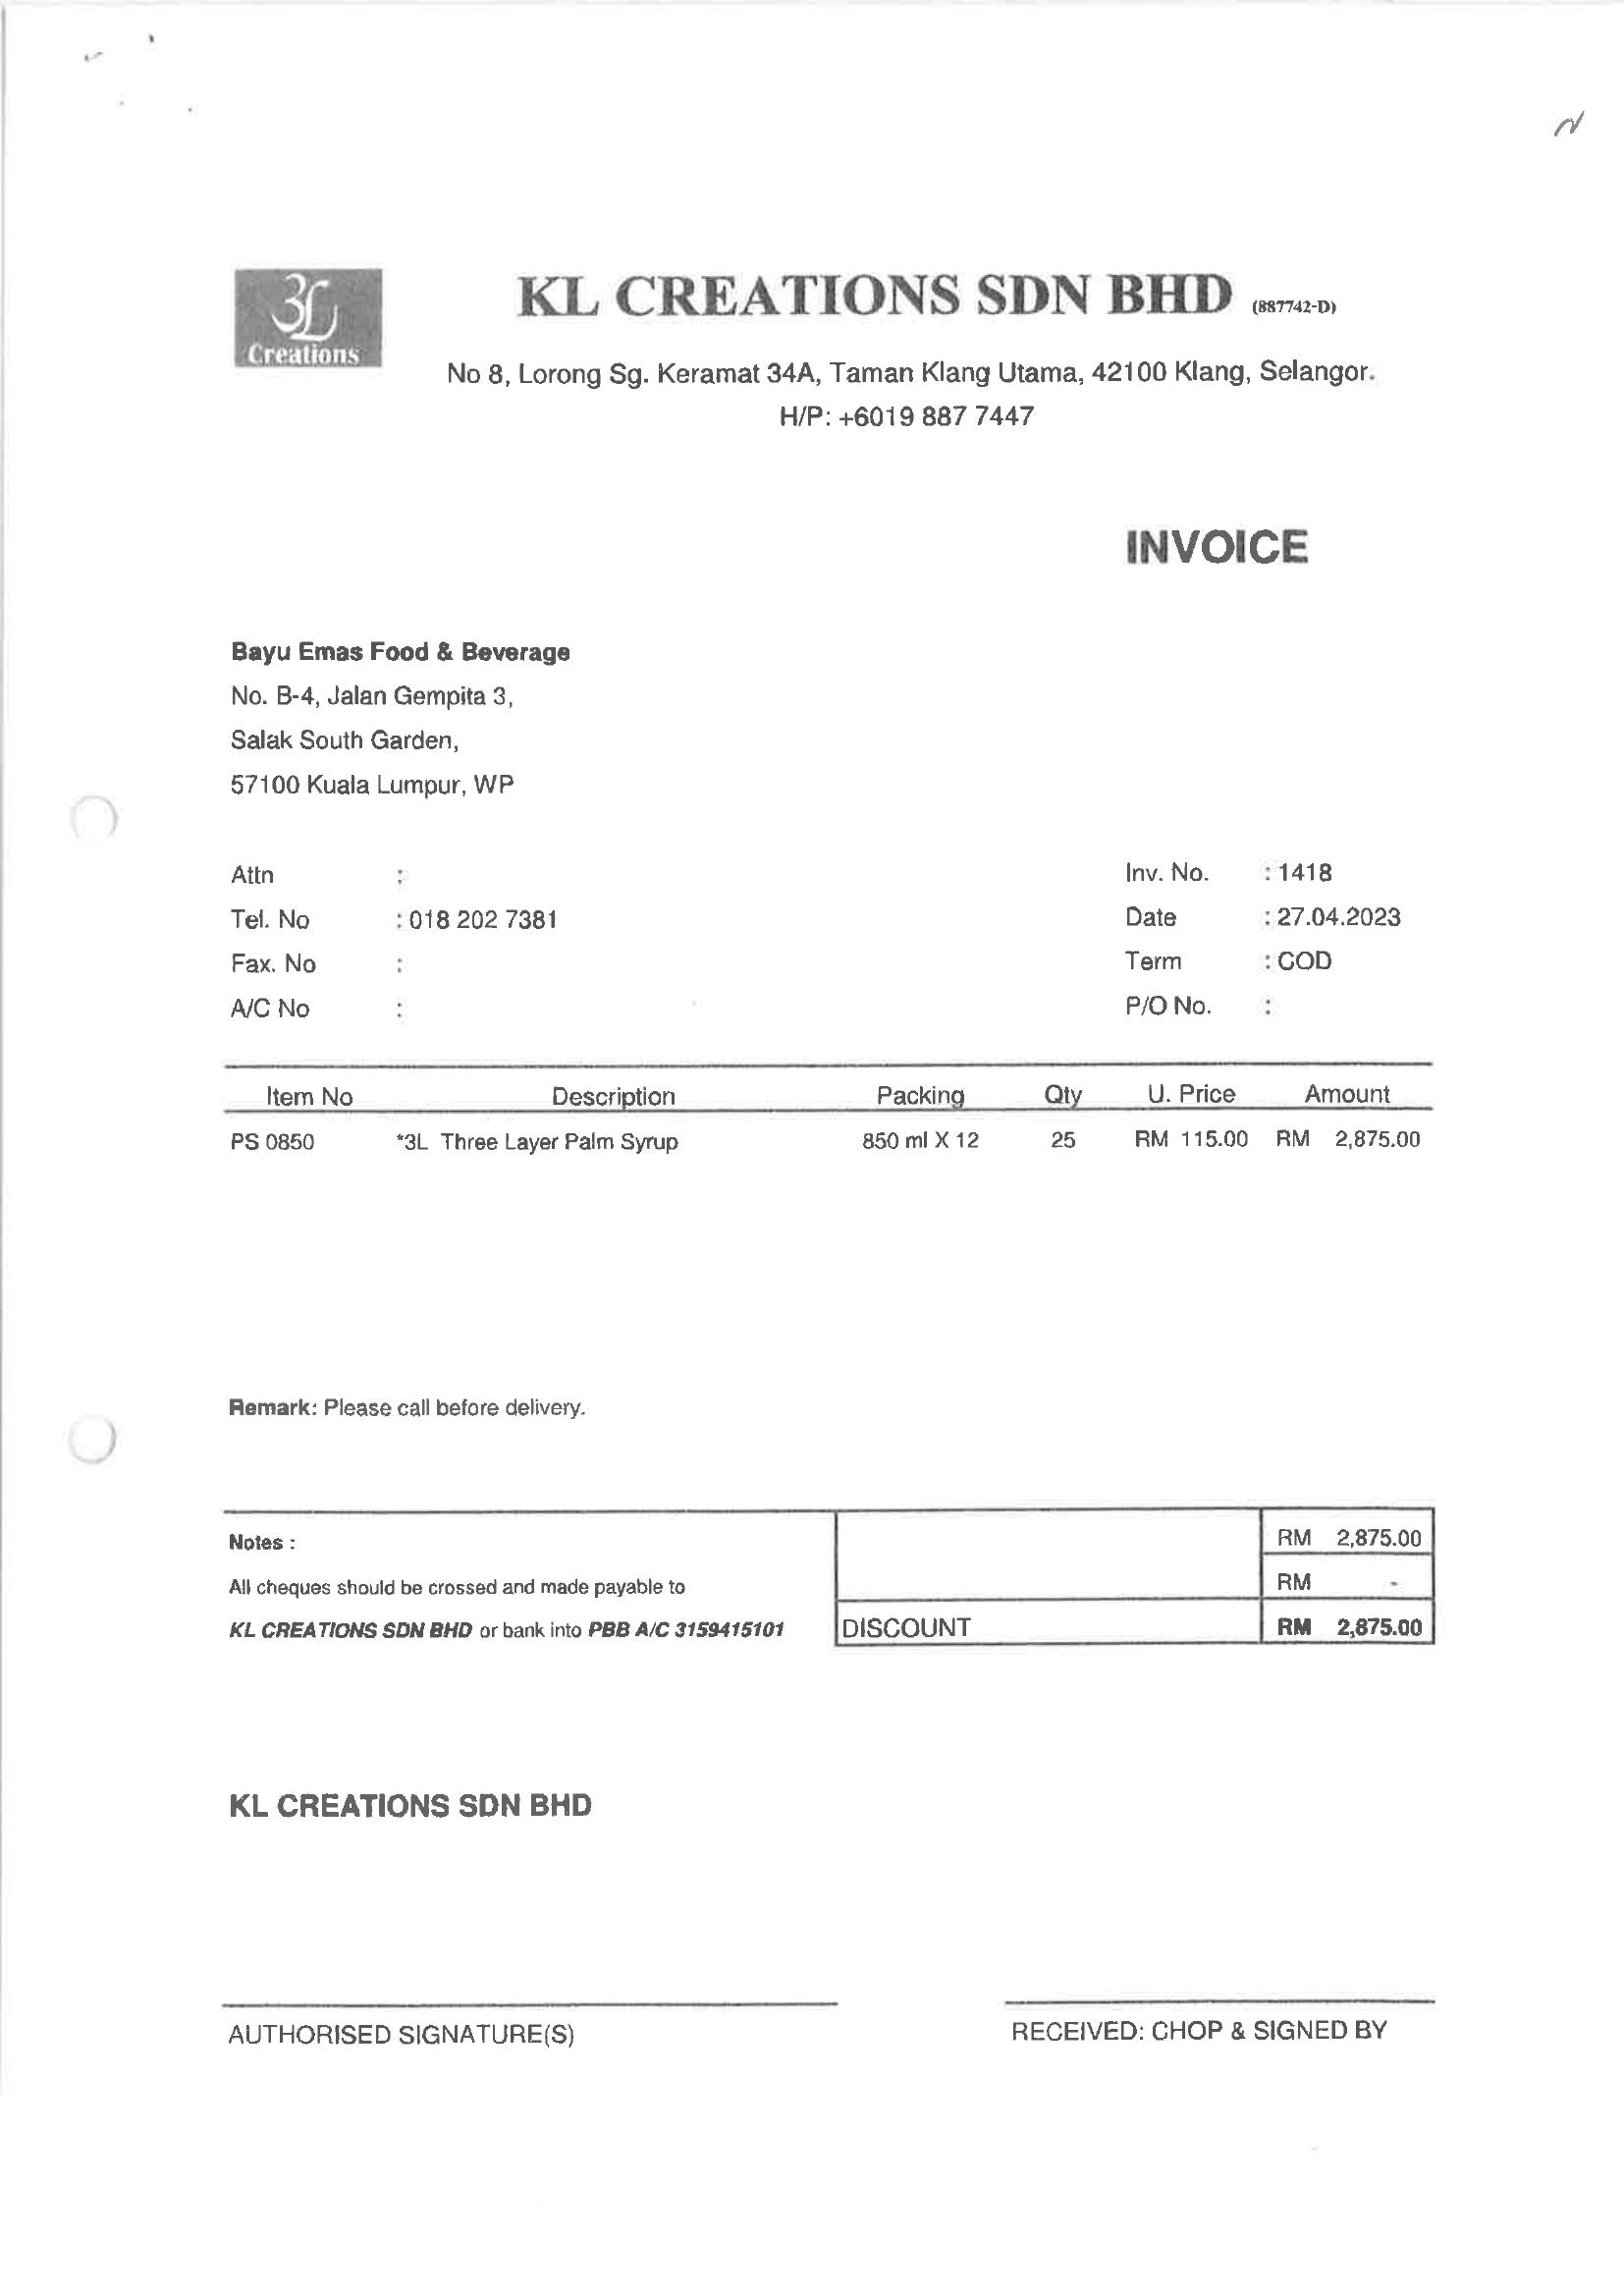 3L
Creations
KL CREATIONS SDN BHD (887742-D)
No 8, Lorong Sg. Keramat 34A, Taman Klang Utama, 42100 Klang, Selangor.
H/P: +6019 887 7447
INVOICE
Bayu Emas Food & Beverage
No. B-4, Jalan Gempita 3,
Salak South Garden,
57100 Kuala Lumpur, WP
Attn : Inv. No. : 1418
Tel. No : 018 202 7381 Date : 27.04.2023
Fax. No : Term : COD
A/C No : P/O No. :
Item No Description Packing Qty U. Price Amount
PS 0850 *3L Three Layer Palm Syrup 850 ml X 12 25 RM 115.00 RM 2,875.00
Remark: Please call before delivery.
Notes : RM 2,875.00
All cheques should be crossed and made payable to RM -
KL CREATIONS SDN BHD or bank into PBB A/C 3159415101 DISCOUNT RM 2,875.00
KL CREATIONS SDN BHD
AUTHORISED SIGNATURE(S) RECEIVED: CHOP & SIGNED BY